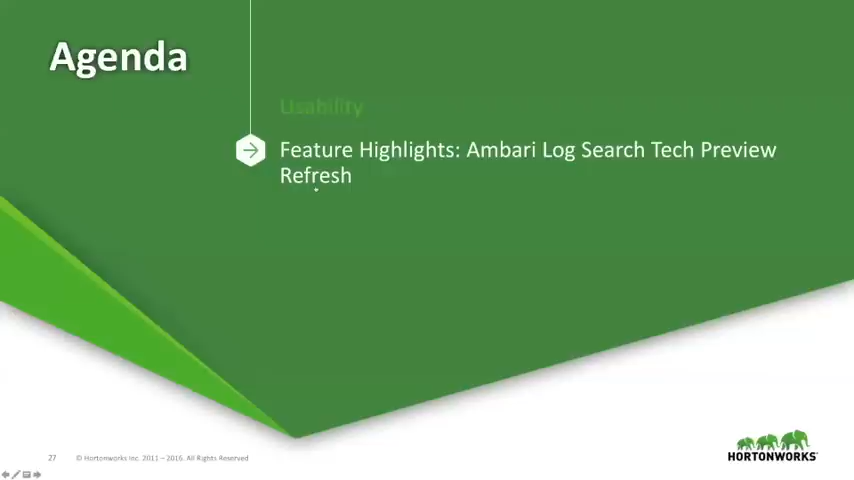 Agenda
Usability
Feature Highlights: Ambari Log Search Tech Preview
Refresh
27 © Hortonworks Inc. 2011 – 2016. All Rights Reserved
HORTONWORKS